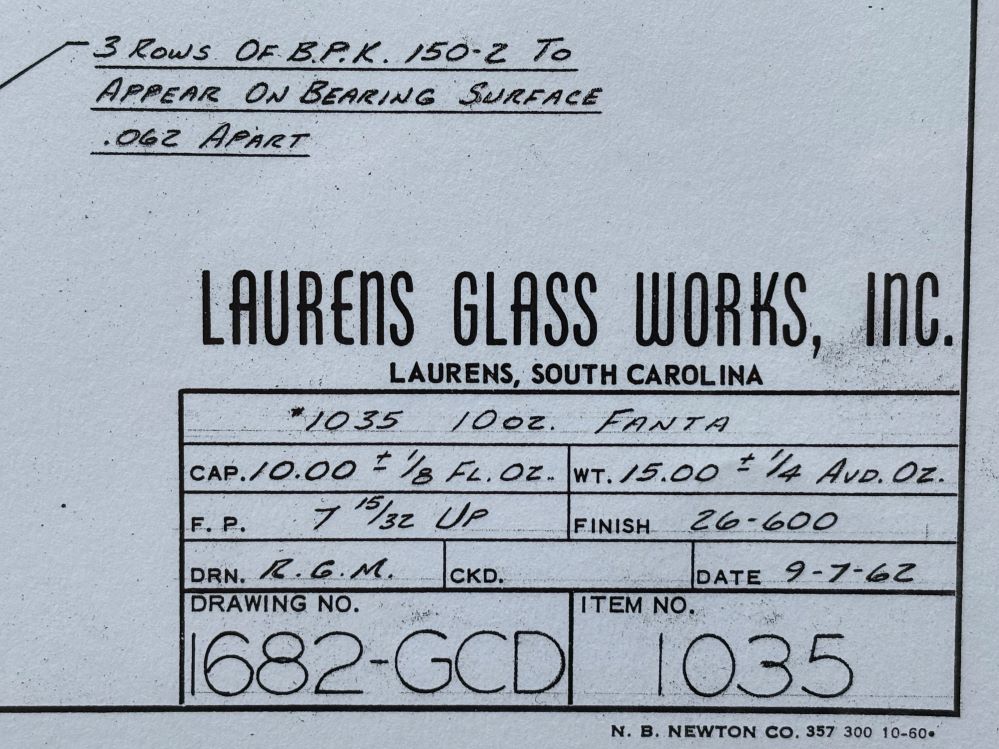 3 ROWS OF B.P.K. 150-2 TO
APPEAR ON BEARING SURFACE
.062 APART
LAURENS GLASS WORKS, INC.
LAURENS, SOUTH CAROLINA
#1035 10 OZ. FANTA
CAP. 10.00 ± 1/8 FL. OZ. WT. 15.00 ± 1/4 AVD. OZ.
F. P. 7 15/32 UP FINISH 26-600
DRN. R.G.M. CKD. DATE 9-7-62
DRAWING NO. ITEM NO.
1682-GCD 1035
N. B. NEWTON CO. 357 300 10-60